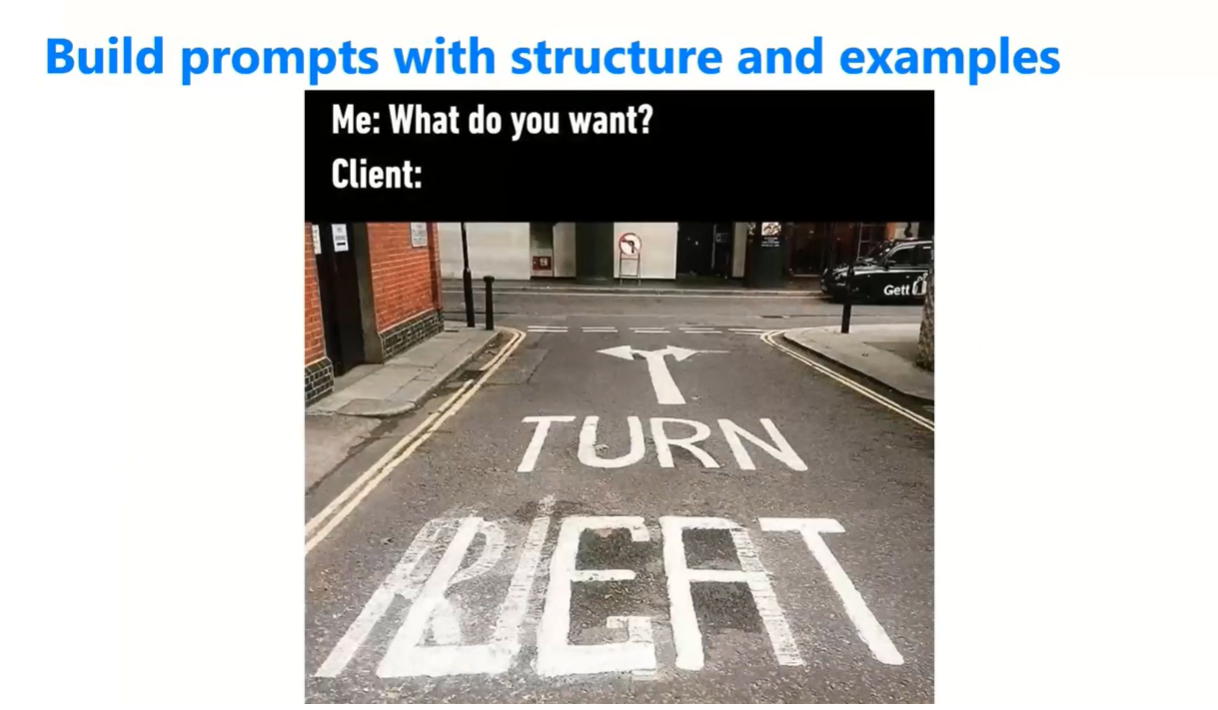 Build prompts with structure and examples
Me: What do you want?
Client:
Gett
TURN